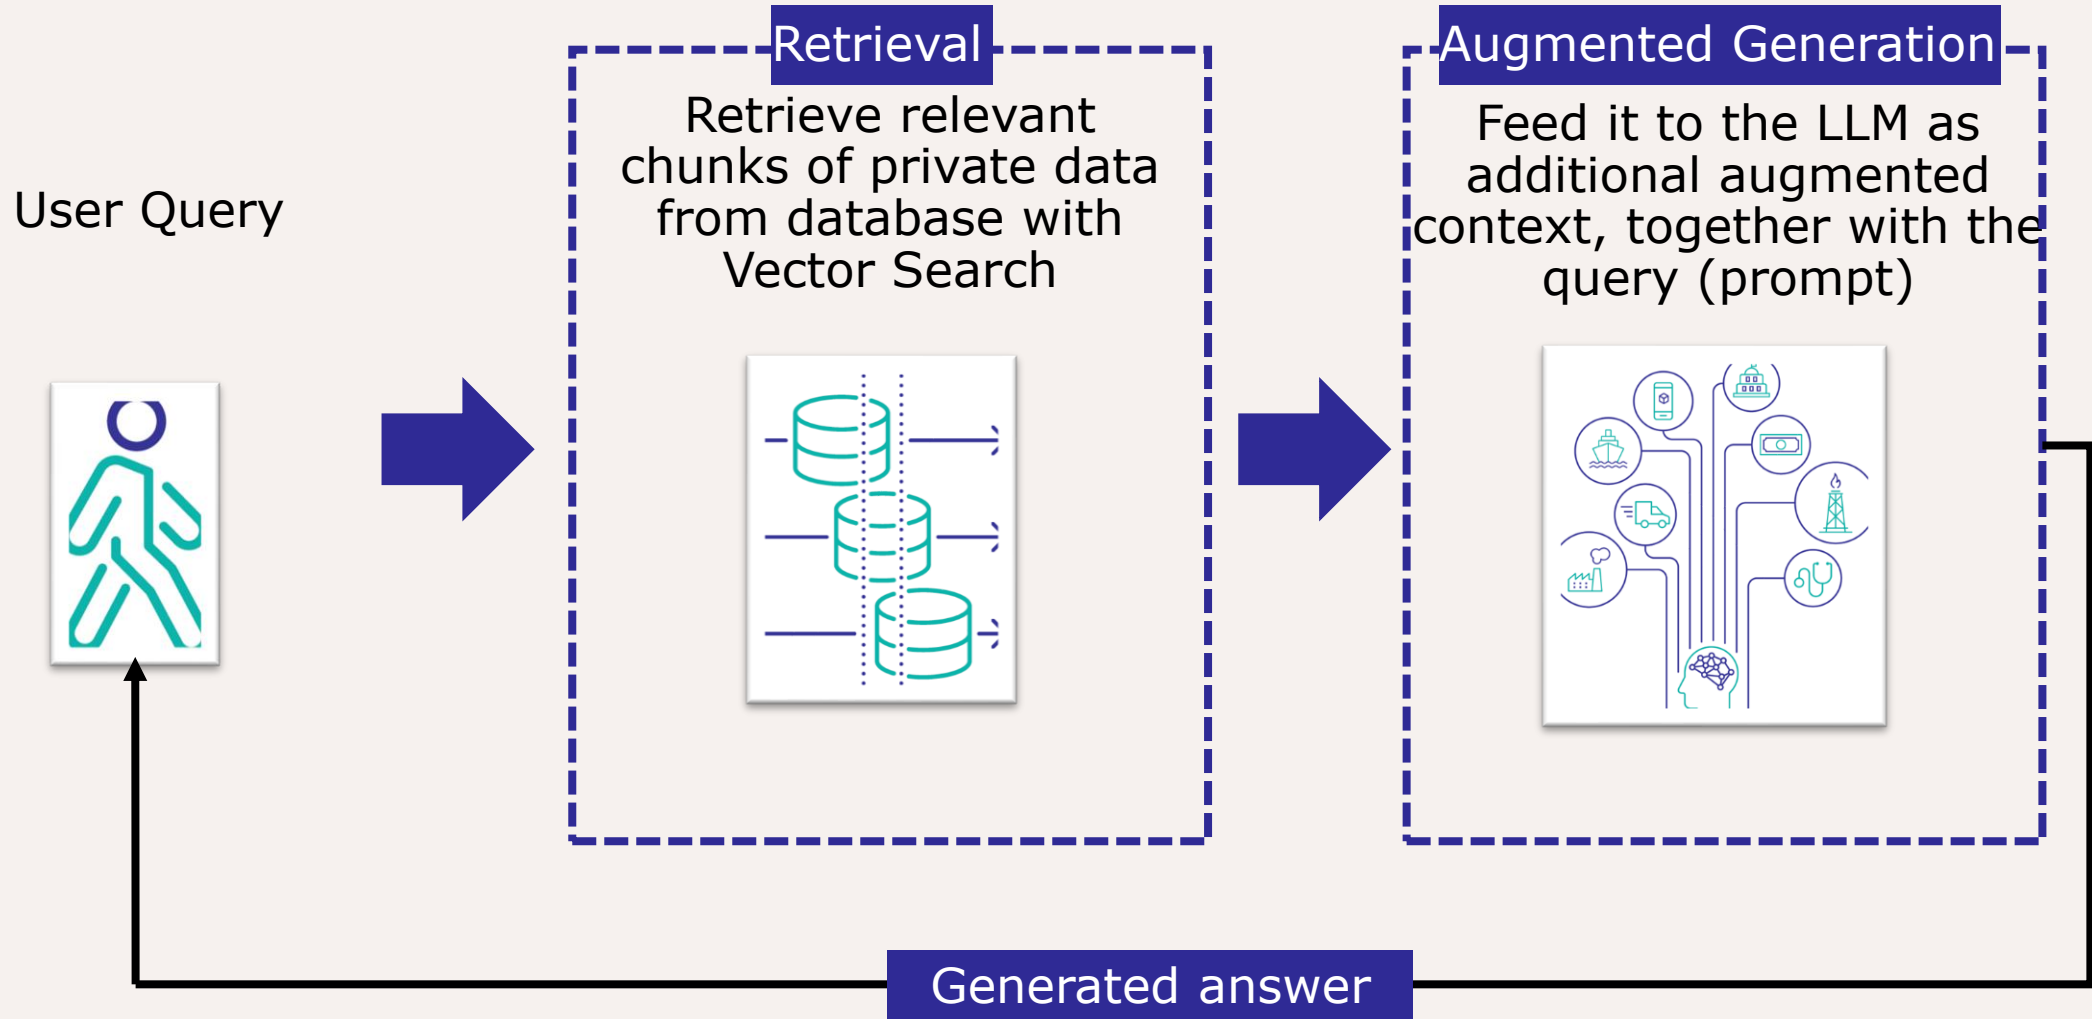 User Query
Retrieval
Retrieve relevant
chunks of private data
from database with
Vector Search
Augmented Generation
Feed it to the LLM as
additional augmented
context, together with the
query (prompt)
Generated answer